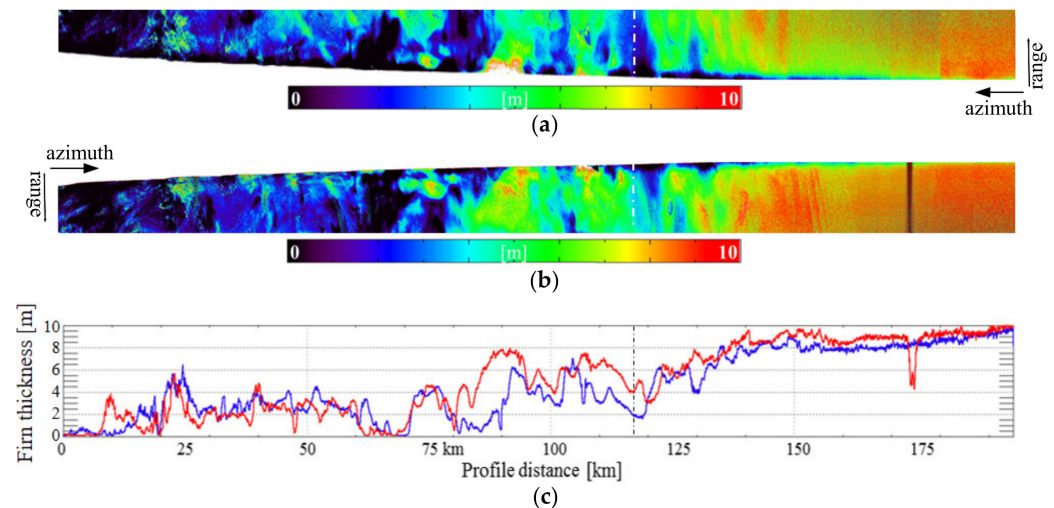 range
0 [m] 10
azimuth
(a)
azimuth
range
0 [m] 10
(b)
Firn thickness [m]
10
8
6
4
2
0
0 25 50 75 km 100 125 150 175
Profile distance [km]
(c)